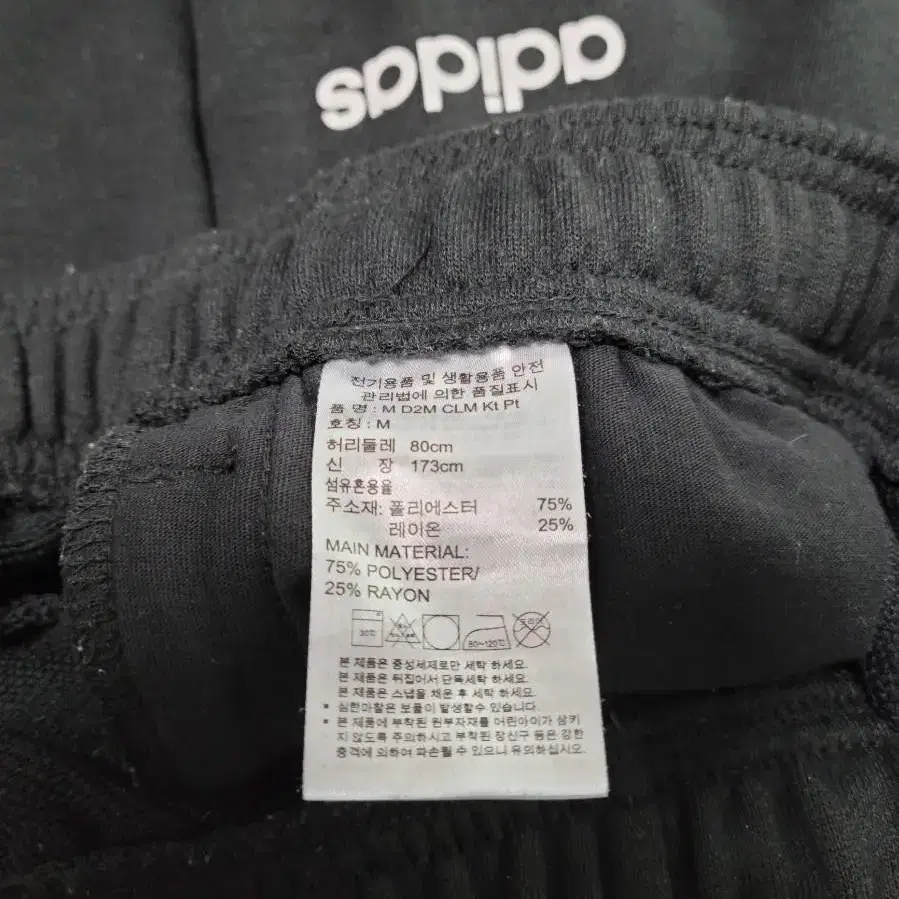 adidas
전기용품 및 생활용품 안전
관리법에 의한 품질표시
품 명 : M D2M CLM Kt Pt
호칭 : M
허리둘레 80cm
신 장 173cm
섬유혼용율
주소재: 폴리에스터 75%
레이온 25%
MAIN MATERIAL:
75% POLYESTER/
25% RAYON
30℃
80~120℃
드라이
본 제품은 중성세제로만 세탁 하세요.
본 제품은 뒤집어서 단독세탁 하세요.
본 제품은 스냅을 채운 후 세탁 하세요.
* 심한마찰은 보풀이 발생할수 있습니다.
* 본 제품에 부착된 원부자재를 어린아이가 삼키
지 않도록 주의하시고 부착된 장신구 등은 강한
충격에 의하여 파손될 수 있으니 유의하십시오.